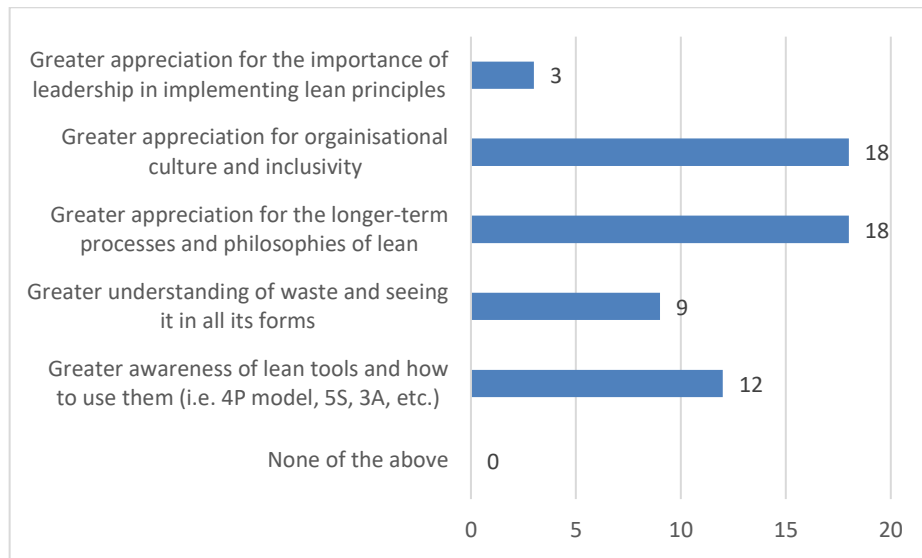 Greater appreciation for the importance of
leadership in implementing lean principles
3
Greater appreciation for orgainisational
culture and inclusivity
18
Greater appreciation for the longer-term
processes and philosophies of lean
18
Greater understanding of waste and seeing
it in all its forms
9
Greater awareness of lean tools and how
to use them (i.e. 4P model, 5S, 3A, etc.)
12
None of the above
0
0 5 10 15 20